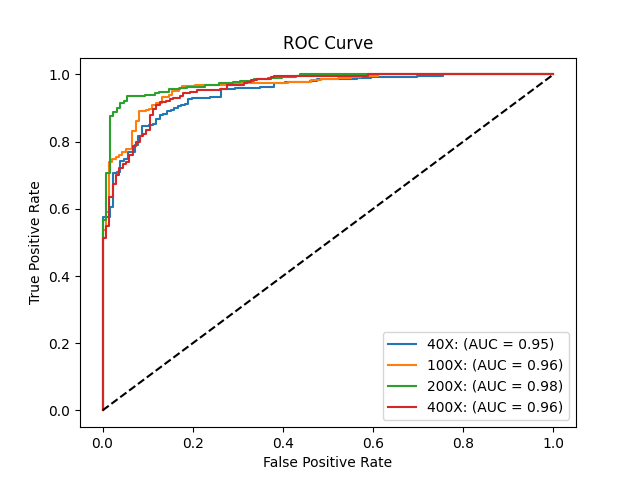 ROC Curve
True Positive Rate
1.0
0.8
0.6
0.4
0.2
0.0
40X: (AUC = 0.95)
100X: (AUC = 0.96)
200X: (AUC = 0.98)
400X: (AUC = 0.96)
0.0 0.2 0.4 0.6 0.8 1.0
False Positive Rate